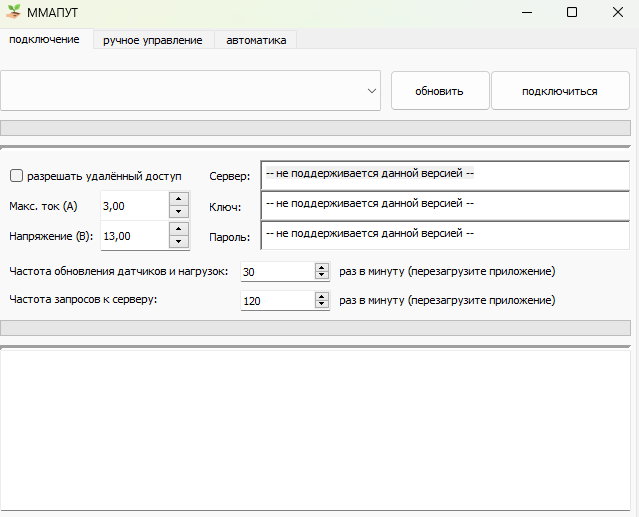 ММАПУТ
подключение ручное управление автоматика
обновить подключиться
разрешать удалённый доступ Сервер: -- не поддерживается данной версией --
Макс. ток (А) 3,00 Ключ: -- не поддерживается данной версией --
Напряжение (В): 13,00 Пароль: -- не поддерживается данной версией --
Частота обновления датчиков и нагрузок: 30 раз в минуту (перезагрузите приложение)
Частота запросов к серверу: 120 раз в минуту (перезагрузите приложение)